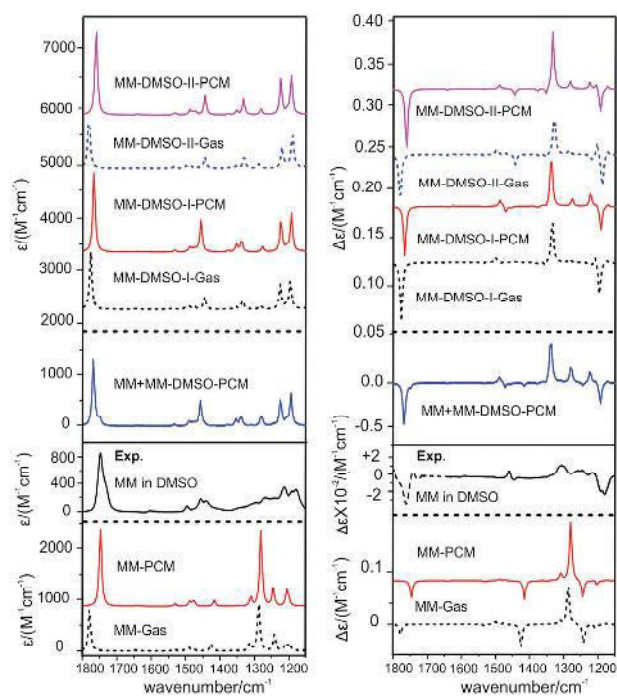 7000
MM-DMSO-II-PCM
6000
MM-DMSO-II-Gas
5000
ε/(M⁻¹cm⁻¹)
MM-DMSO-I-PCM
4000
3000
MM-DMSO-I-Gas
2000
1000
MM+MM-DMSO-PCM
0
800
Exp.
400
MM in DMSO
0
ε/(M⁻¹cm⁻¹)
2000
MM-PCM
1000
ε/(M⁻¹cm⁻¹)
MM-Gas
0
1800 1700 1600 1500 1400 1300 1200
wavenumber/cm⁻¹
0.40
0.35
MM-DMSO-II-PCM
0.30
0.25
MM-DMSO-II-Gas
0.20
Δε/(M⁻¹cm⁻¹)
MM-DMSO-I-PCM
0.15
0.10
MM-DMSO-I-Gas
0.05
0.0
MM+MM-DMSO-PCM
-0.5
+2
Exp.
0
-2
MM in DMSO
MM-PCM
0.1
MM-Gas
Δε/(M⁻¹cm⁻¹)
0
1800 1700 1600 1500 1400 1300 1200
wavenumber/cm⁻¹